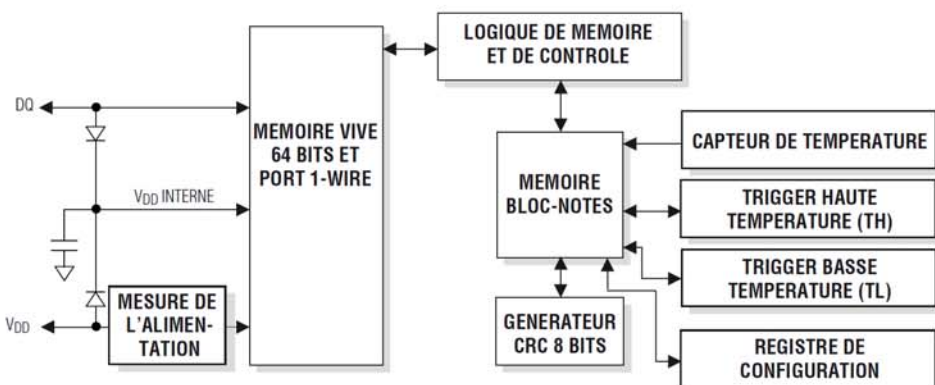 LOGIQUE DE MEMOIRE
ET DE CONTROLE
DQ
MEMOIRE VIVE
64 BITS ET
PORT 1-WIRE
CAPTEUR DE TEMPERATURE
MEMOIRE
BLOC-NOTES
VDD INTERNE
TRIGGER HAUTE
TEMPERATURE (TH)
TRIGGER BASSE
TEMPERATURE (TL)
MESURE DE
L'ALIMEN-
TATION
VDD
GENERATEUR
CRC 8 BITS
REGISTRE DE
CONFIGURATION